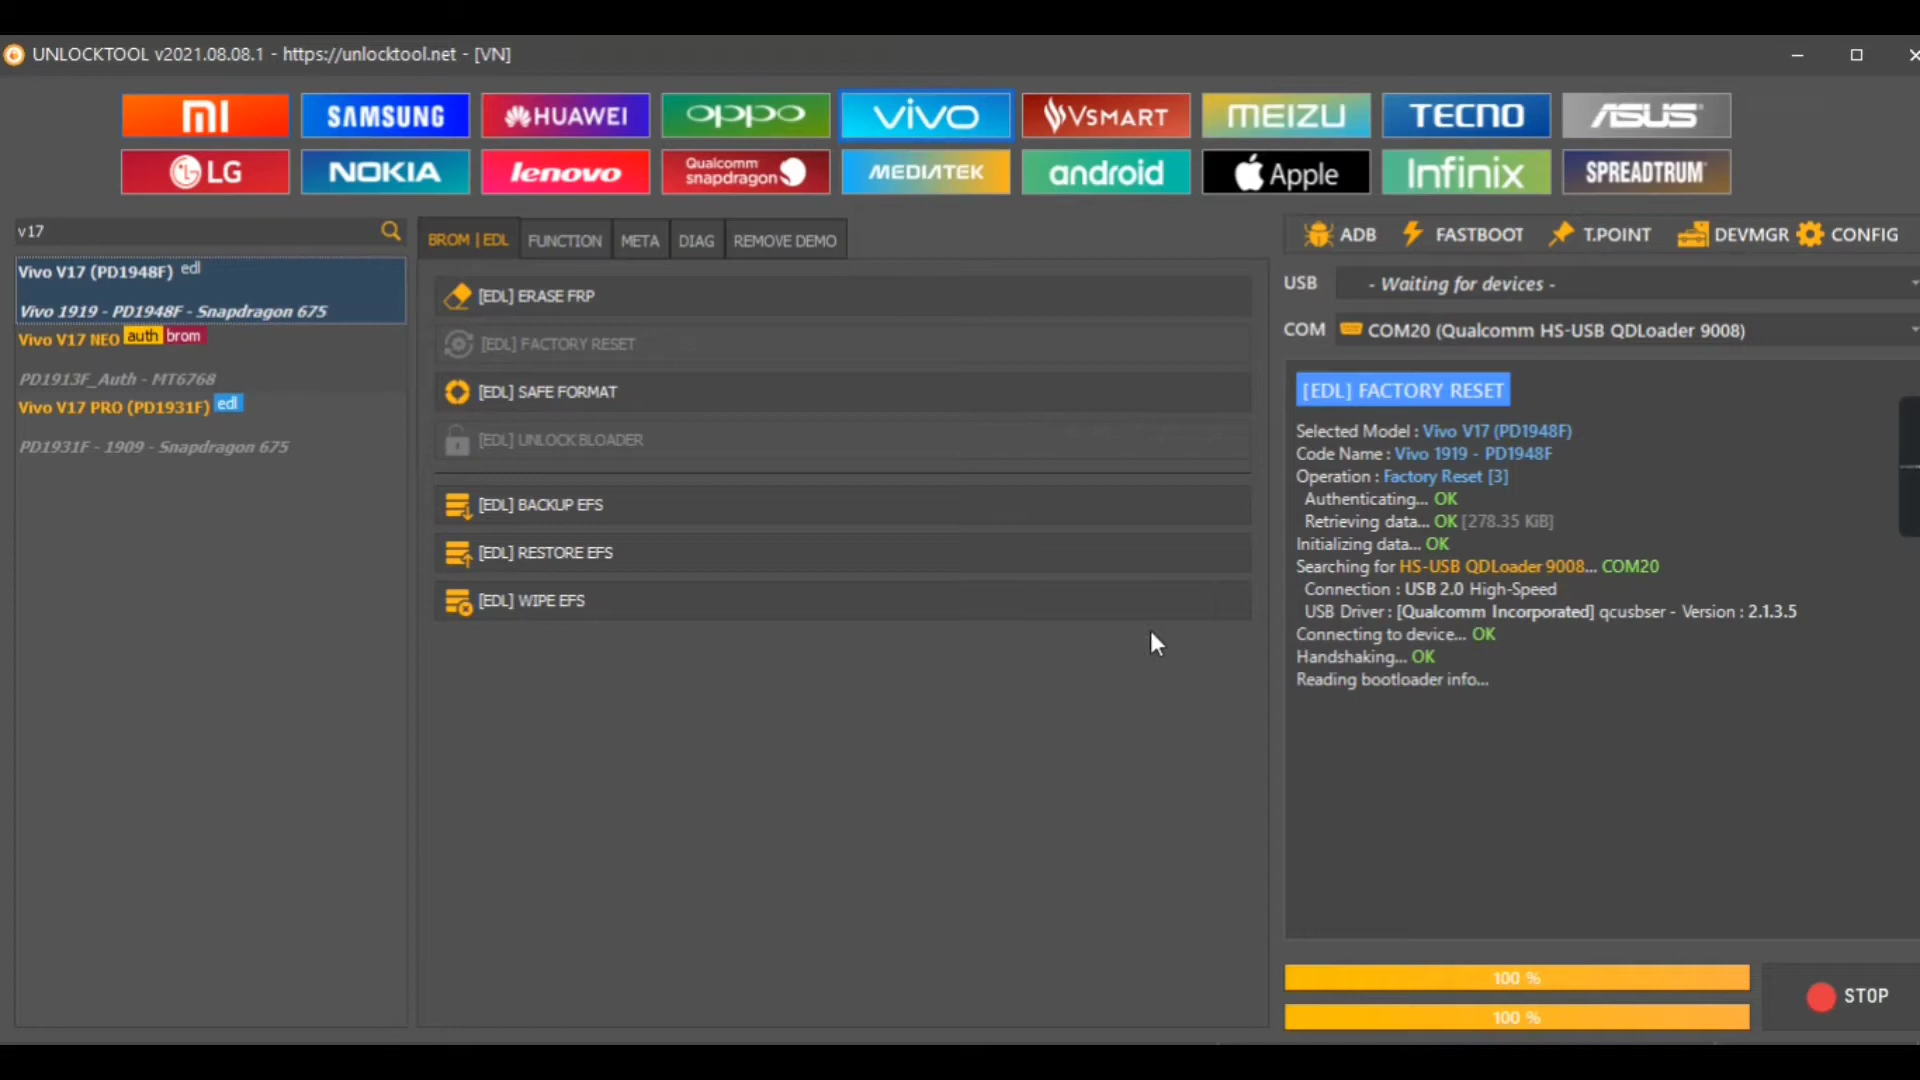 UNLOCKTOOL v2021.08.08.1 - https://unlocktool.net - [VN]
MI SAMSUNG HUAWEI oppo vivo VSMART MEIZU TECNO ASUS
LG NOKIA lenovo Qualcomm snapdragon MEDIATEK android Apple Infinix SPREADTRUM
v17
Vivo V17 (PD1948F) edl
Vivo 1919 - PD1948F - Snapdragon 675
Vivo V17 NEO auth brom
PD1913F_Auth - MT6768
Vivo V17 PRO (PD1931F) edl
PD1931F - 1909 - Snapdragon 675
BROM | EDL FUNCTION META DIAG REMOVE DEMO
[EDL] ERASE FRP
[EDL] FACTORY RESET
[EDL] SAFE FORMAT
[EDL] UNLOCK BLOADER
[EDL] BACKUP EFS
[EDL] RESTORE EFS
[EDL] WIPE EFS
ADB FASTBOOT T.POINT DEVMGR CONFIG
USB - Waiting for devices -
COM COM20 (Qualcomm HS-USB QDLoader 9008)
[EDL] FACTORY RESET
Selected Model : Vivo V17 (PD1948F)
Code Name : Vivo 1919 - PD1948F
Operation : Factory Reset [3]
Authenticating... OK
Retrieving data... OK [278.35 KiB]
Initializing data... OK
Searching for HS-USB QDLoader 9008... COM20
Connection : USB 2.0 High-Speed
USB Driver : [Qualcomm Incorporated] qcusbser - Version : 2.1.3.5
Connecting to device... OK
Handshaking... OK
Reading bootloader info...
100 %
100 %
STOP